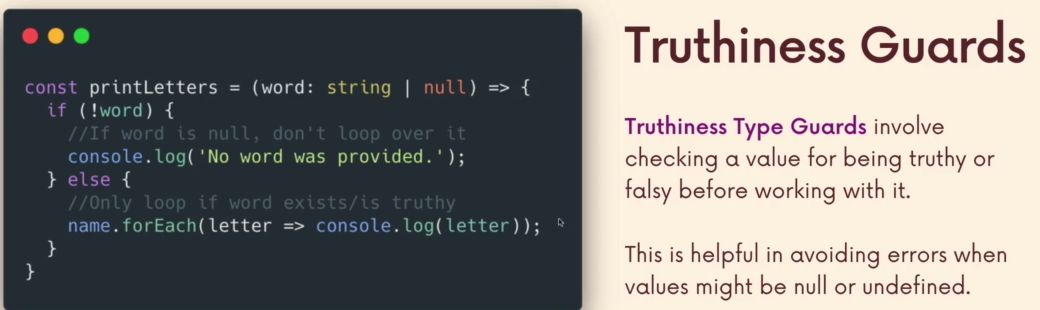 const printLetters = (word: string | null) => {
  if (!word) {
    //If word is null, don't loop over it
    console.log('No word was provided.');
  } else {
    //Only loop if word exists/is truthy
    name.forEach(letter => console.log(letter));
  }
}
Truthiness Guards
Truthiness Type Guards involve
checking a value for being truthy or
falsy before working with it.
This is helpful in avoiding errors when
values might be null or undefined.